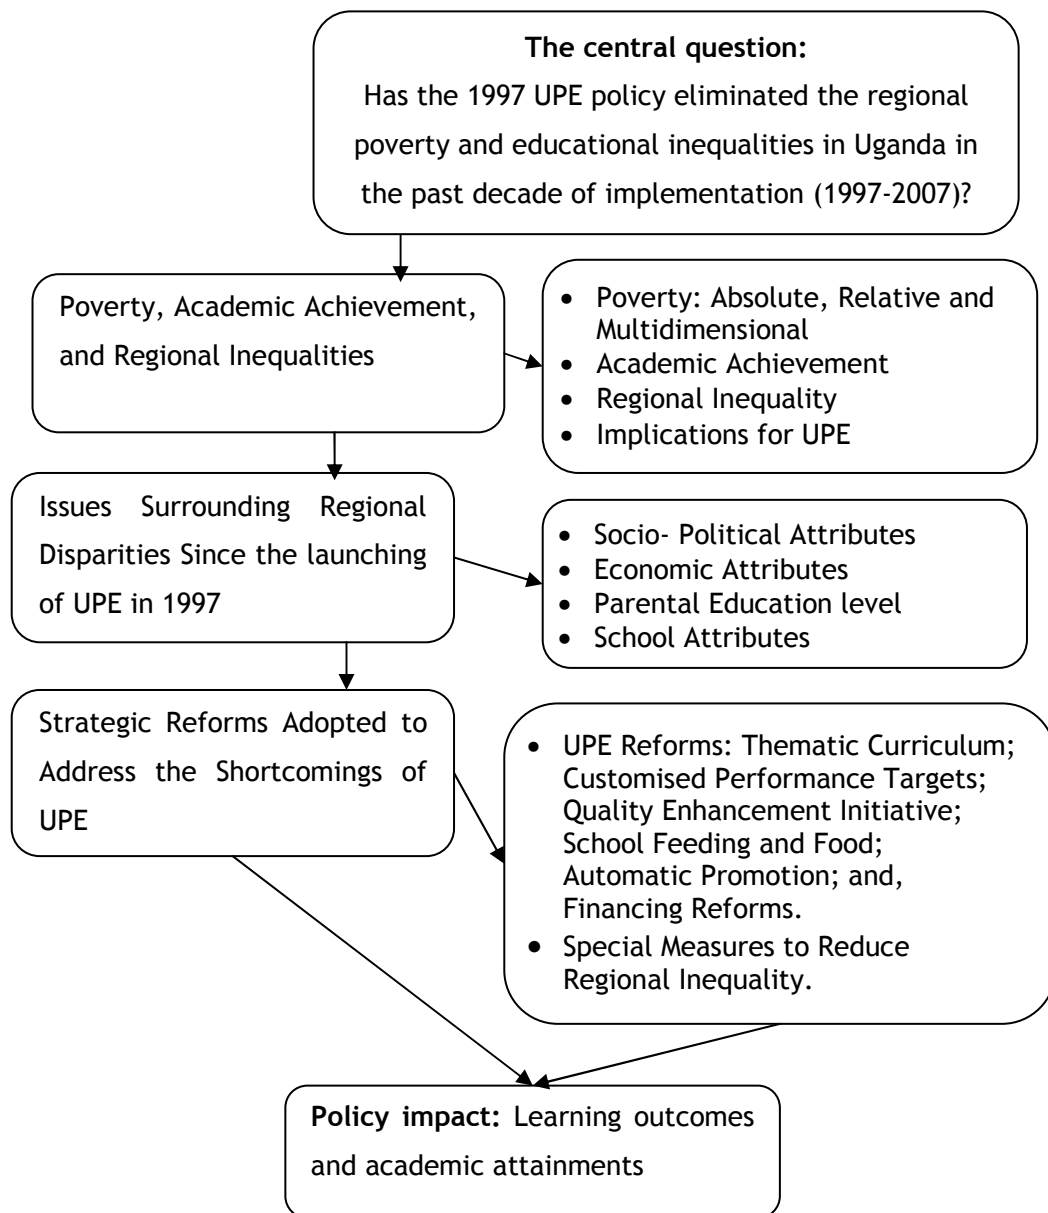 The central question:
Has the 1997 UPE policy eliminated the regional
poverty and educational inequalities in Uganda in
the past decade of implementation (1997-2007)?
Poverty, Academic Achievement,
and Regional Inequalities
• Poverty: Absolute, Relative and
Multidimensional
• Academic Achievement
• Regional Inequality
• Implications for UPE
Issues Surrounding Regional
Disparities Since the launching
of UPE in 1997
• Socio- Political Attributes
• Economic Attributes
• Parental Education level
• School Attributes
Strategic Reforms Adopted to
Address the Shortcomings of
UPE
• UPE Reforms: Thematic Curriculum;
Customised Performance Targets;
Quality Enhancement Initiative;
School Feeding and Food;
Automatic Promotion; and,
Financing Reforms.
• Special Measures to Reduce
Regional Inequality.
Policy impact: Learning outcomes
and academic attainments